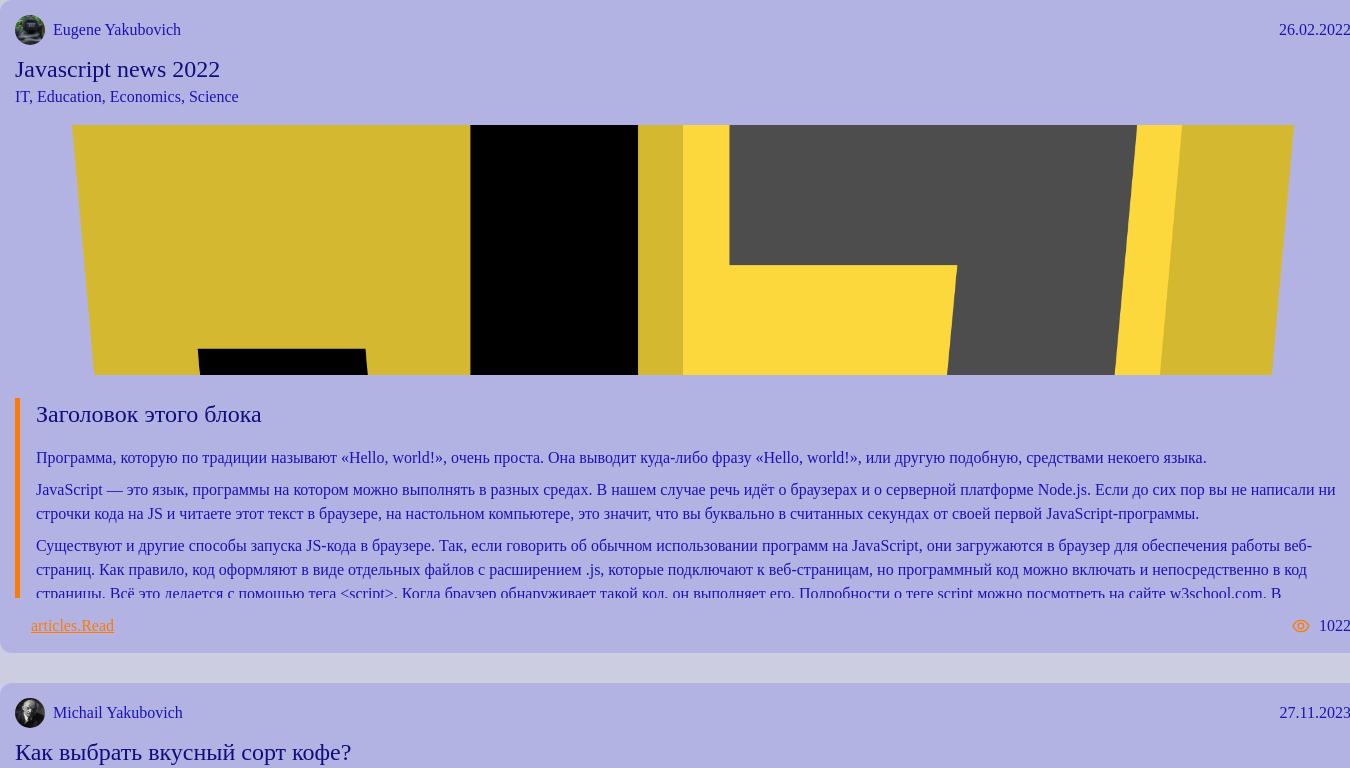 Eugene Yakubovich
26.02.2022
Javascript news 2022
IT, Education, Economics, Science
Заголовок этого блока
Программа, которую по традиции называют «Hello, world!», очень проста. Она выводит куда-либо фразу «Hello, world!», или другую подобную, средствами некоего языка.
JavaScript — это язык, программы на котором можно выполнять в разных средах. В нашем случае речь идёт о браузерах и о серверной платформе Node.js. Если до сих пор вы не написали ни
строчки кода на JS и читаете этот текст в браузере, на настольном компьютере, это значит, что вы буквально в считанных секундах от своей первой JavaScript-программы.
Существуют и другие способы запуска JS-кода в браузере. Так, если говорить об обычном использовании программ на JavaScript, они загружаются в браузер для обеспечения работы веб-
страниц. Как правило, код оформляют в виде отдельных файлов с расширением .js, которые подключают к веб-страницам, но программный код можно включать и непосредственно в код
страницы. Всё это делается с помощью тега <script>. Когда браузер обнаруживает такой код, он выполняет его. Подробности о теге script можно посмотреть на сайте w3school.com. В
articles.Read
1022
Michail Yakubovich
27.11.2023
Как выбрать вкусный сорт кофе?